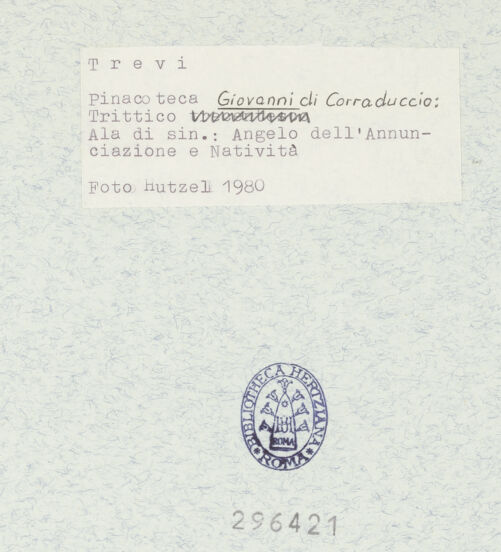 Trevi
Pinacoteca Giovanni di Corraduccio:
Trittico
Ala di sin.: Angelo dell'Annun-
ciazione e Natività
Foto Hutzel 1980
BIBLIOTHECA HERTZIANA
ROMA
ROMA
296421